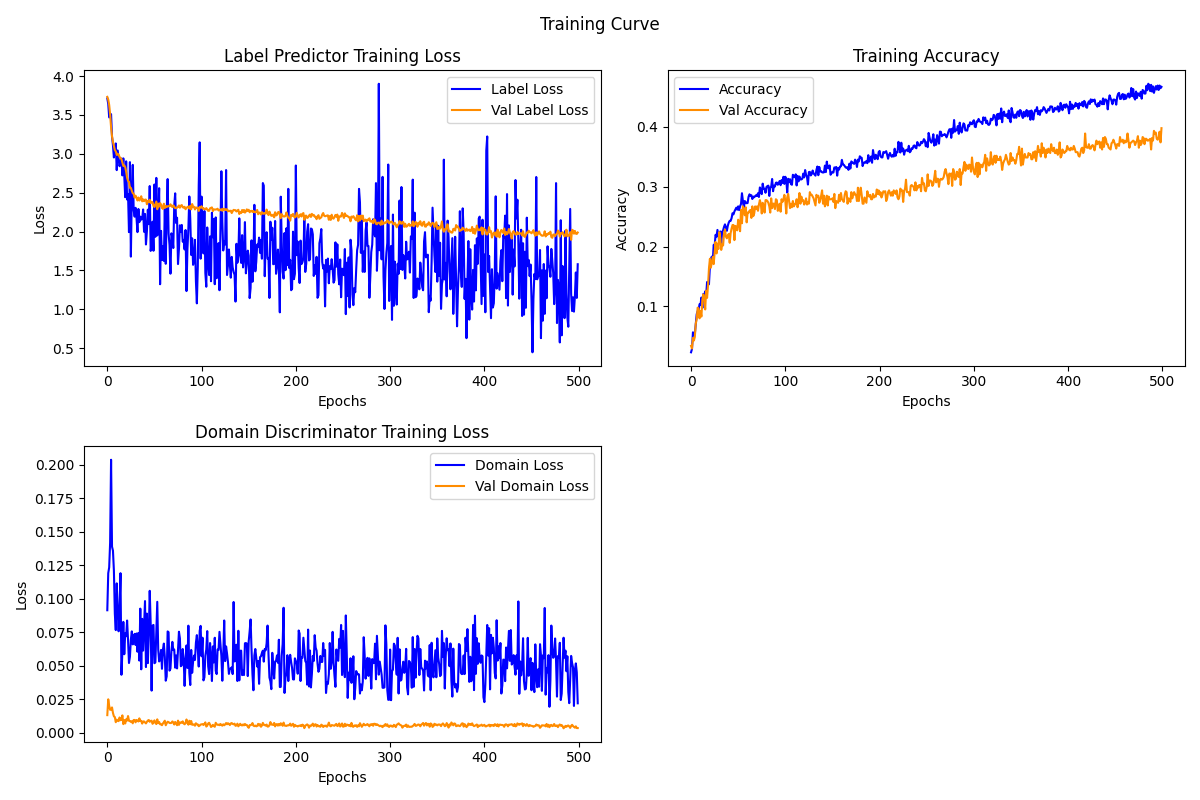 Training Curve
Label Predictor Training Loss
4.0
3.5
3.0
2.5
2.0
1.5
1.0
0.5
Loss
Label Loss
Val Label Loss
0 100 200 300 400 500
Epochs
Training Accuracy
0.4
0.3
0.2
0.1
Accuracy
Accuracy
Val Accuracy
0 100 200 300 400 500
Epochs
Domain Discriminator Training Loss
0.200
0.175
0.150
0.125
0.100
0.075
0.050
0.025
0.000
Loss
Domain Loss
Val Domain Loss
0 100 200 300 400 500
Epochs